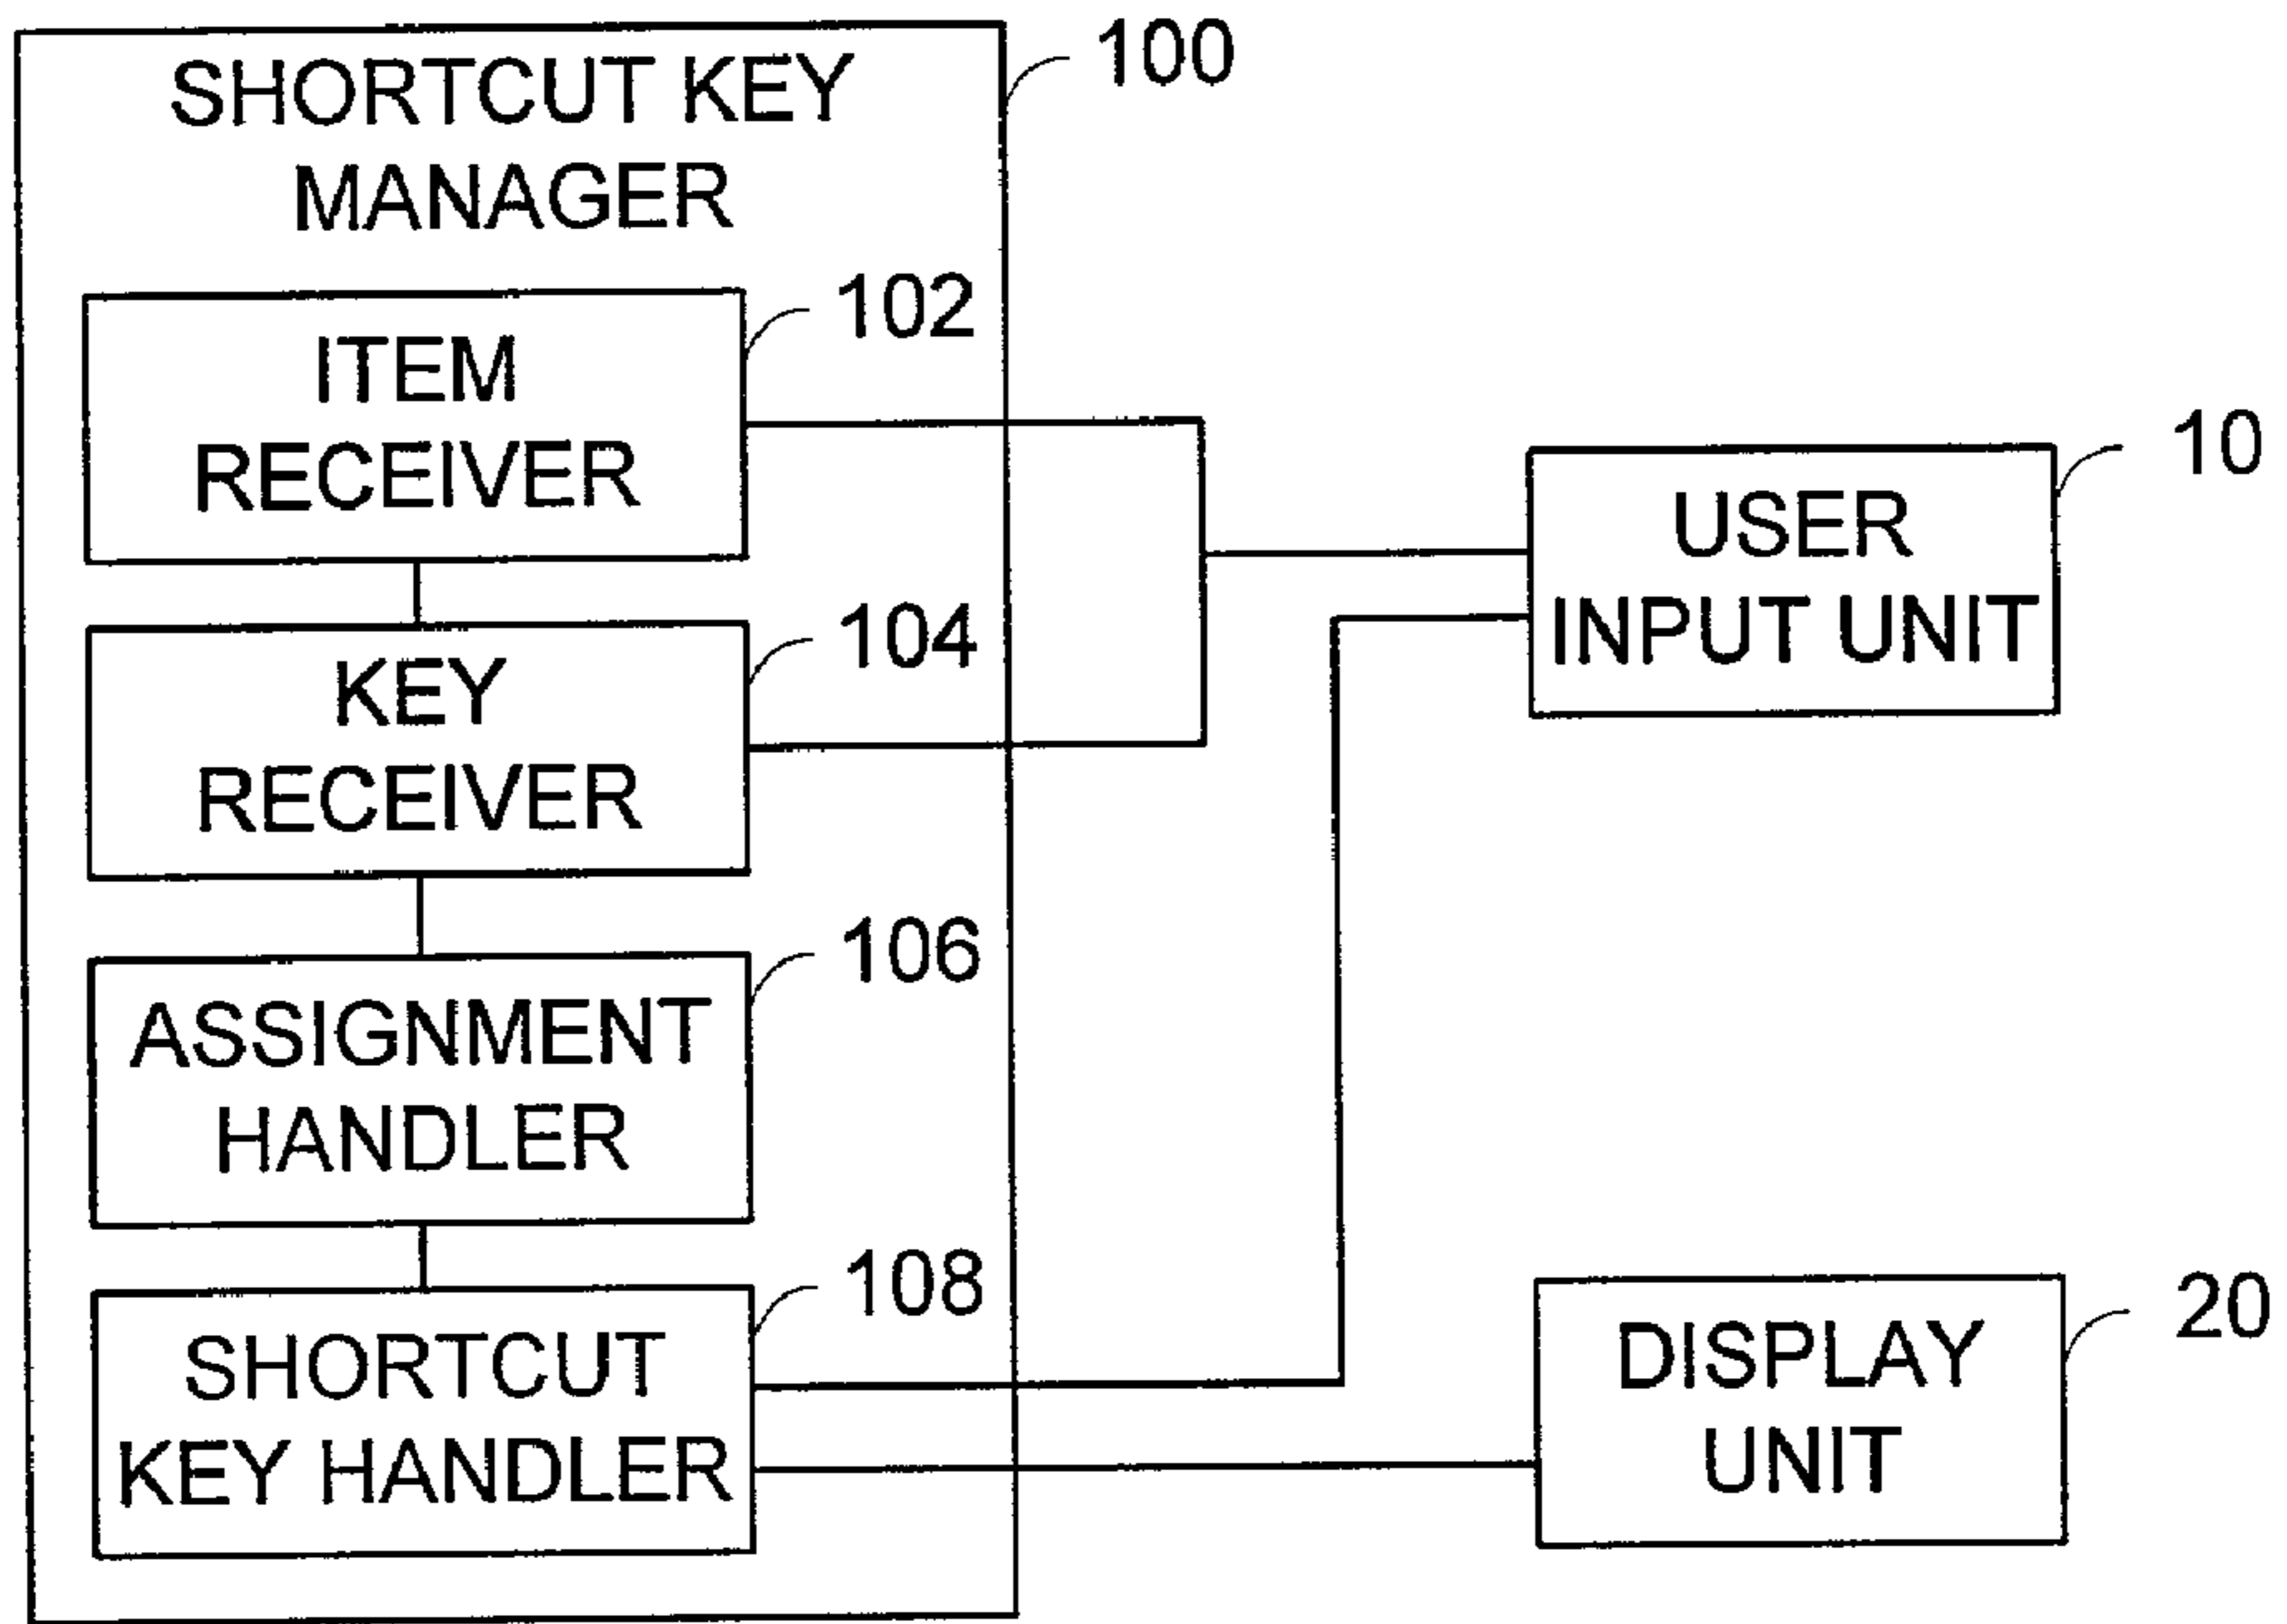 SHORTCUT KEY
MANAGER
100
ITEM
RECEIVER
102
KEY
RECEIVER
104
ASSIGNMENT
HANDLER
106
SHORTCUT
KEY HANDLER
108
USER
INPUT UNIT
10
DISPLAY
UNIT
20